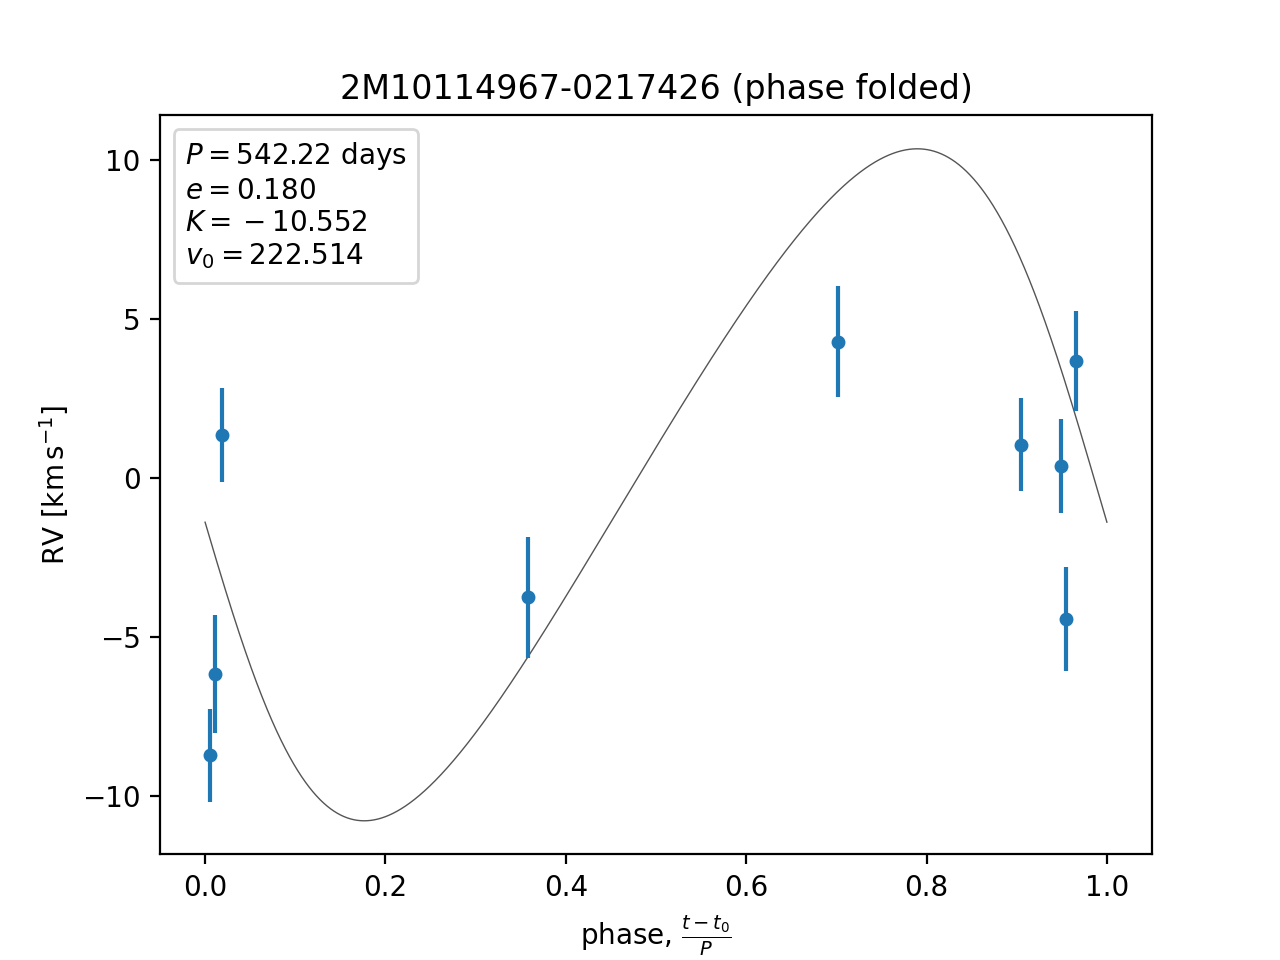 2M10114967-0217426 (phase folded)
P = 542.22 days
e = 0.180
K = −10.552
v₀ = 222.514
RV [km s⁻¹]
10
5
0
−5
−10
0.0 0.2 0.4 0.6 0.8 1.0
phase, (t − t₀)/P